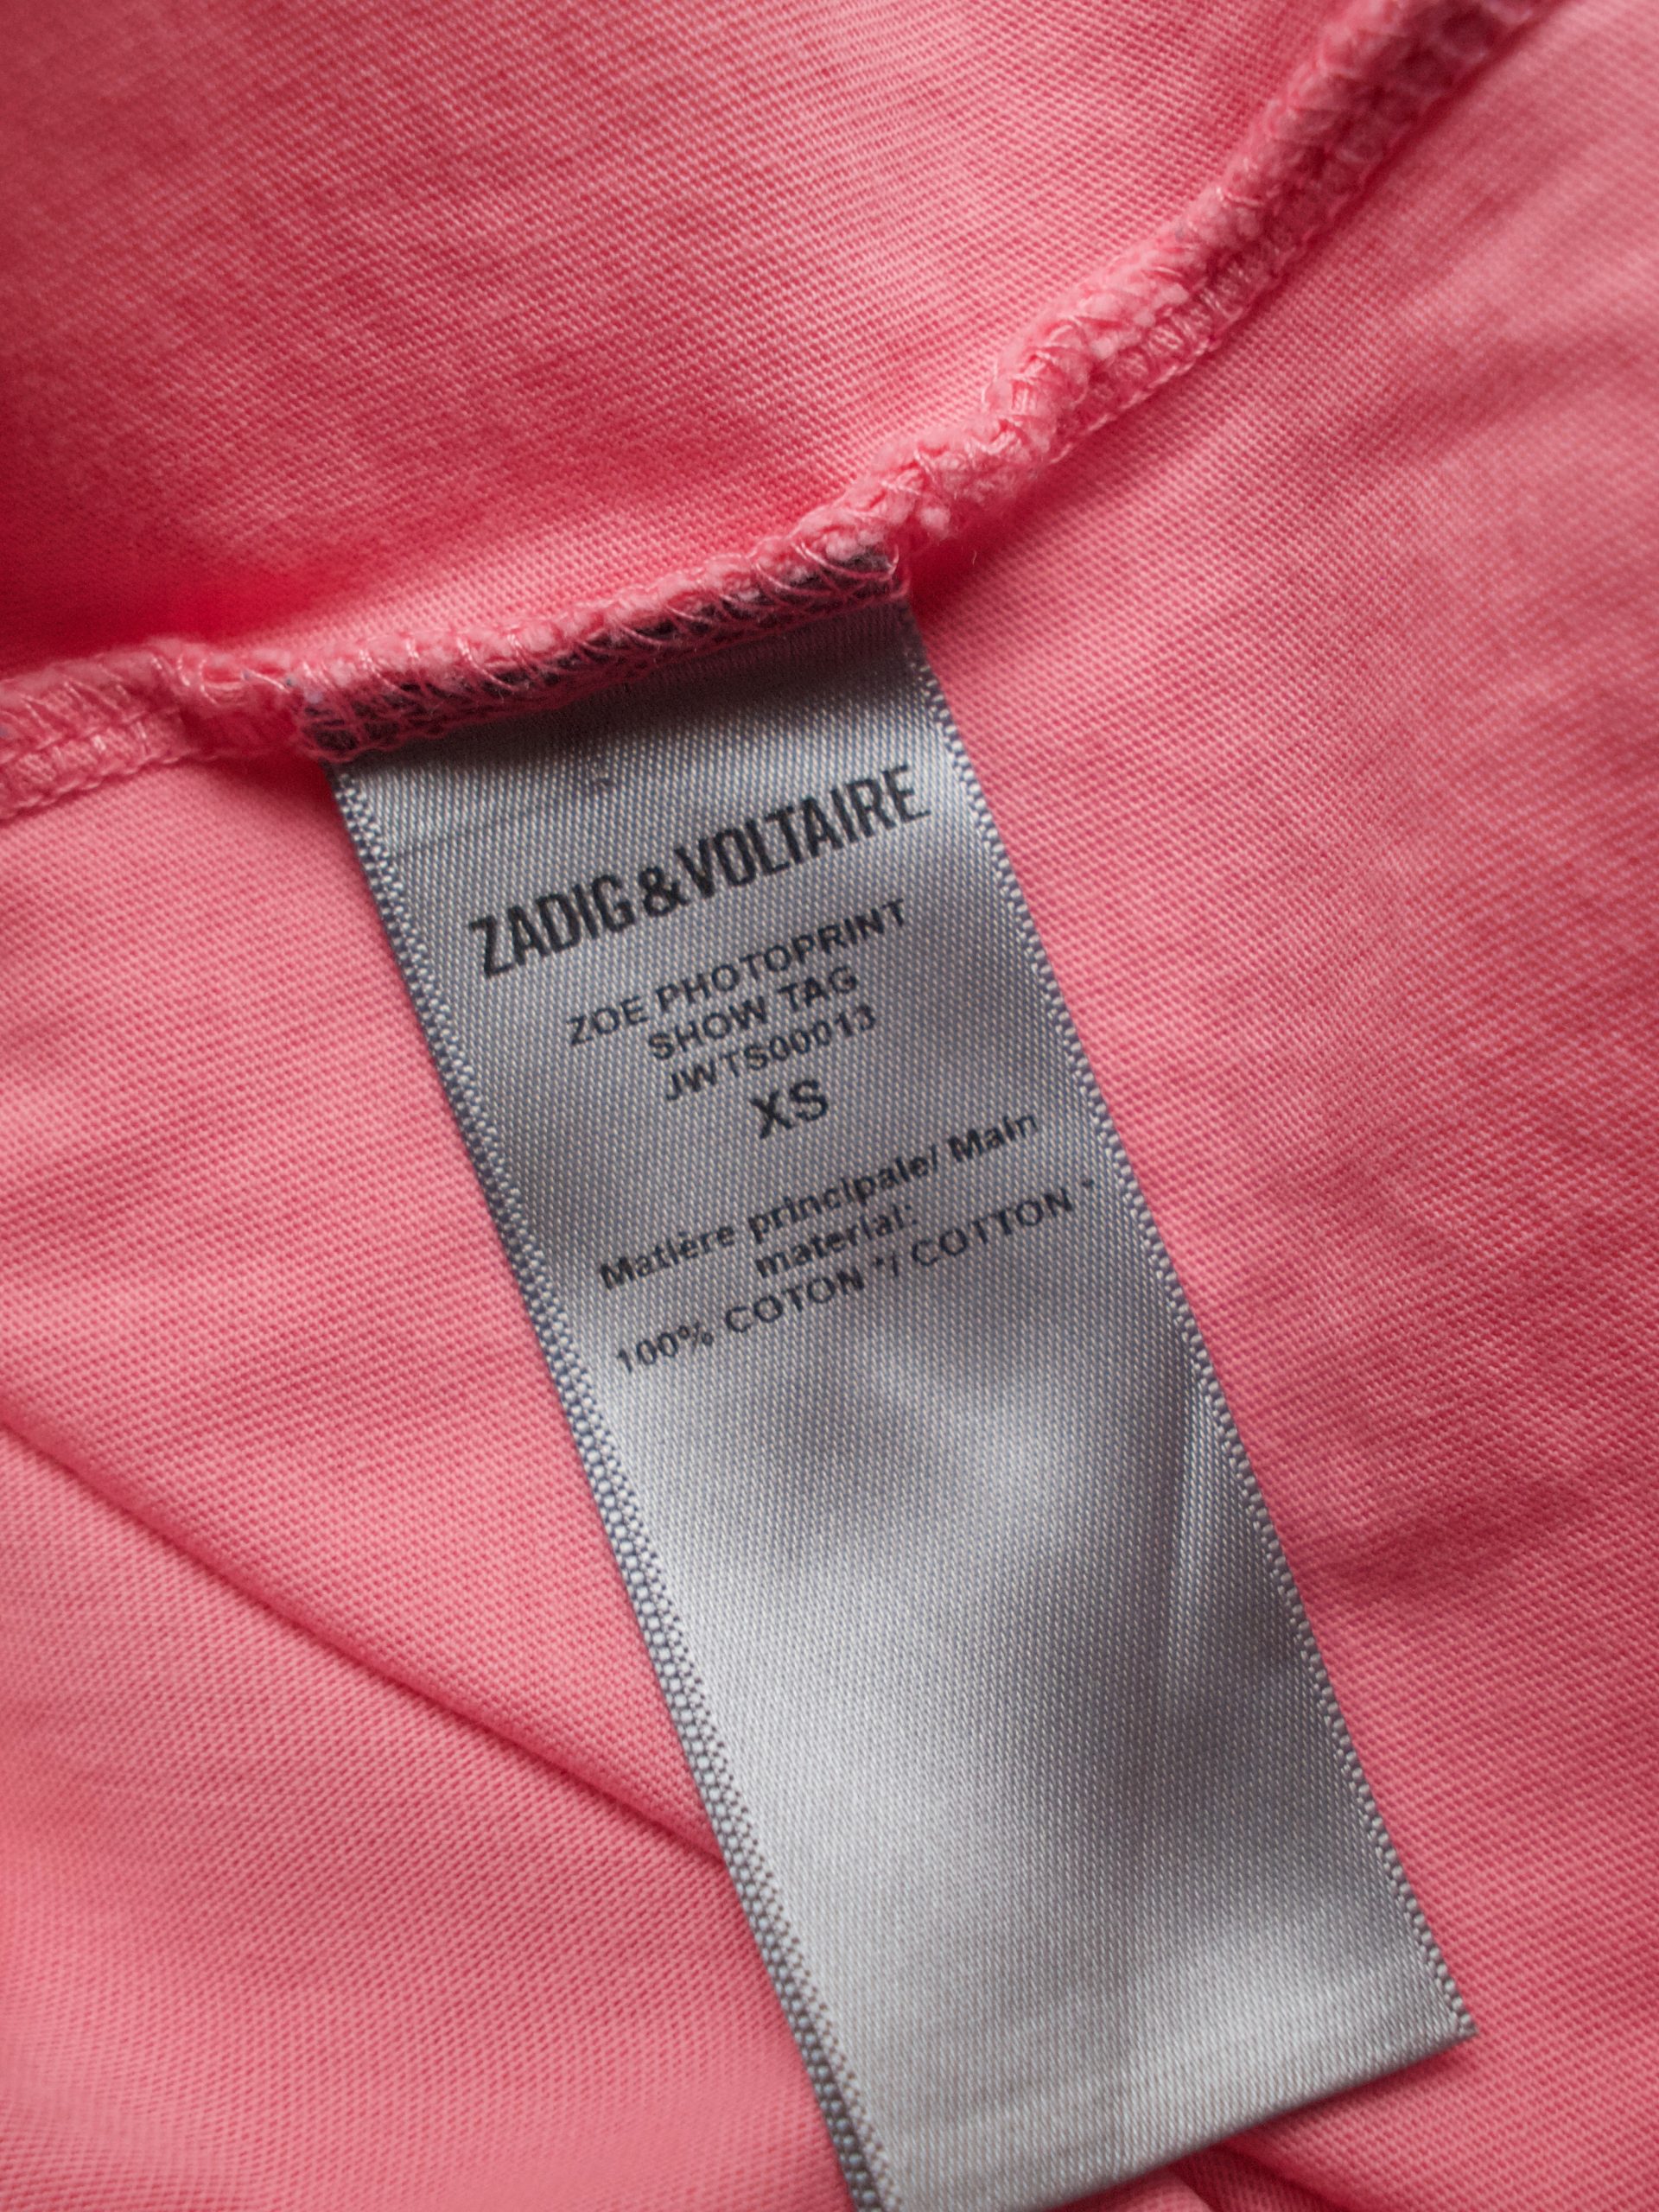 ZADIG&VOLTAIRE
ZOE PHOTOPRINT
SHOW TAG
JWTS00013
XS
Matière principale/ Main
material:
100% COTON */ COTTON *